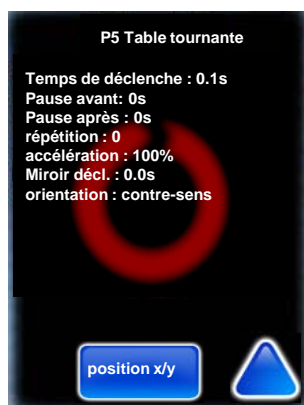 P5 Table tournante
Temps de déclenche : 0.1s
Pause avant: 0s
Pause après : 0s
répétition : 0
accélération : 100%
Miroir décl. : 0.0s
orientation : contre-sens
position x/y